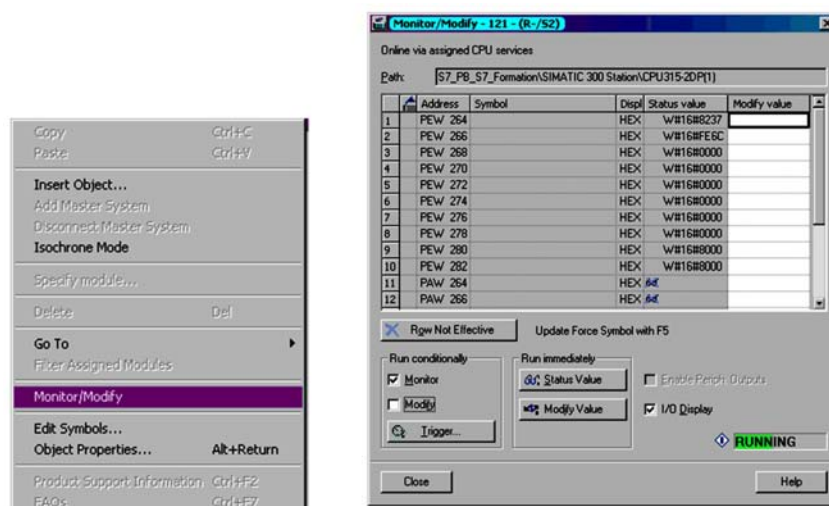 Copy Ctrl+C
Paste Ctrl+V
Insert Object...
Add Master System
Disconnect Master System
Isochrone Mode
Specify module...
Delete Del
Go To
Filter Assigned Modules
Monitor/Modify
Edit Symbols...
Object Properties... Alt+Return
Product Support Information Ctrl+F2
FAQs Ctrl+F7
Monitor/Modify - 121 - (R-/S2)
Online via assigned CPU services
Path: S7_PB_S7_Formation\SIMATIC 300 Station\CPU315-2DP(1)
Address Symbol Displ Status value Modify value
1 PEW 264 HEX W#16#8237
2 PEW 266 HEX W#16#FE6C
3 PEW 268 HEX W#16#0000
4 PEW 270 HEX W#16#0000
5 PEW 272 HEX W#16#0000
6 PEW 274 HEX W#16#0000
7 PEW 276 HEX W#16#0000
8 PEW 278 HEX W#16#0000
9 PEW 280 HEX W#16#8000
10 PEW 282 HEX W#16#8000
11 PAW 264 HEX
12 PAW 266 HEX
Row Not Effective Update Force Symbol with F5
Run conditionally Run immediately
Monitor Status Value Enable Periph. Outputs
Modify Modify Value I/O Display
Trigger...
RUNNING
Close Help